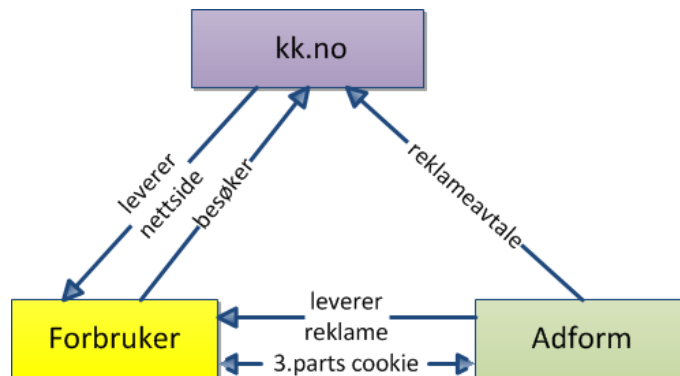 kk.no
leverer
nettside
besøker
reklameavtale
Forbruker
leverer
reklame
3.parts cookie
Adform